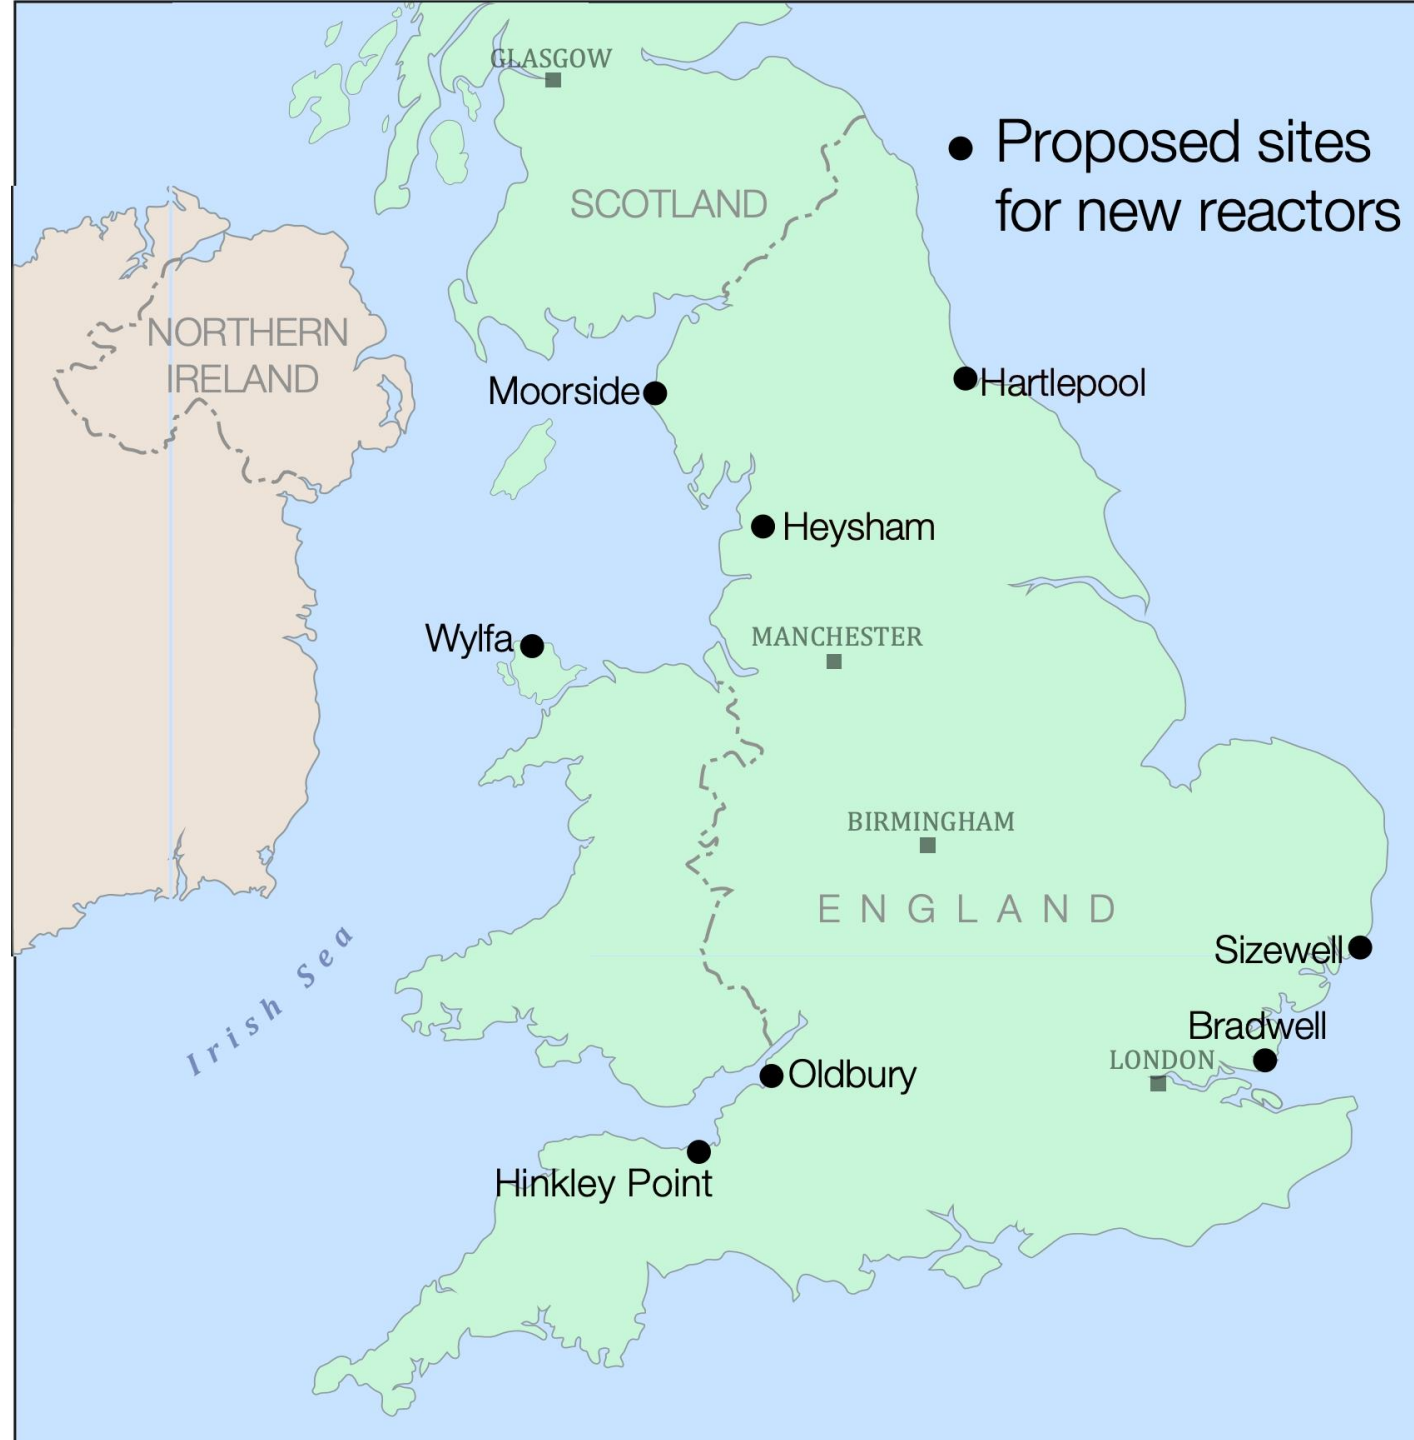 GLASGOW
Proposed sites
for new reactors
SCOTLAND
NORTHERN
IRELAND
Moorside
Hartlepool
Heysham
Wylfa
MANCHESTER
BIRMINGHAM
ENGLAND
Sizewell
Irish Sea
Bradwell
LONDON
Oldbury
Hinkley Point